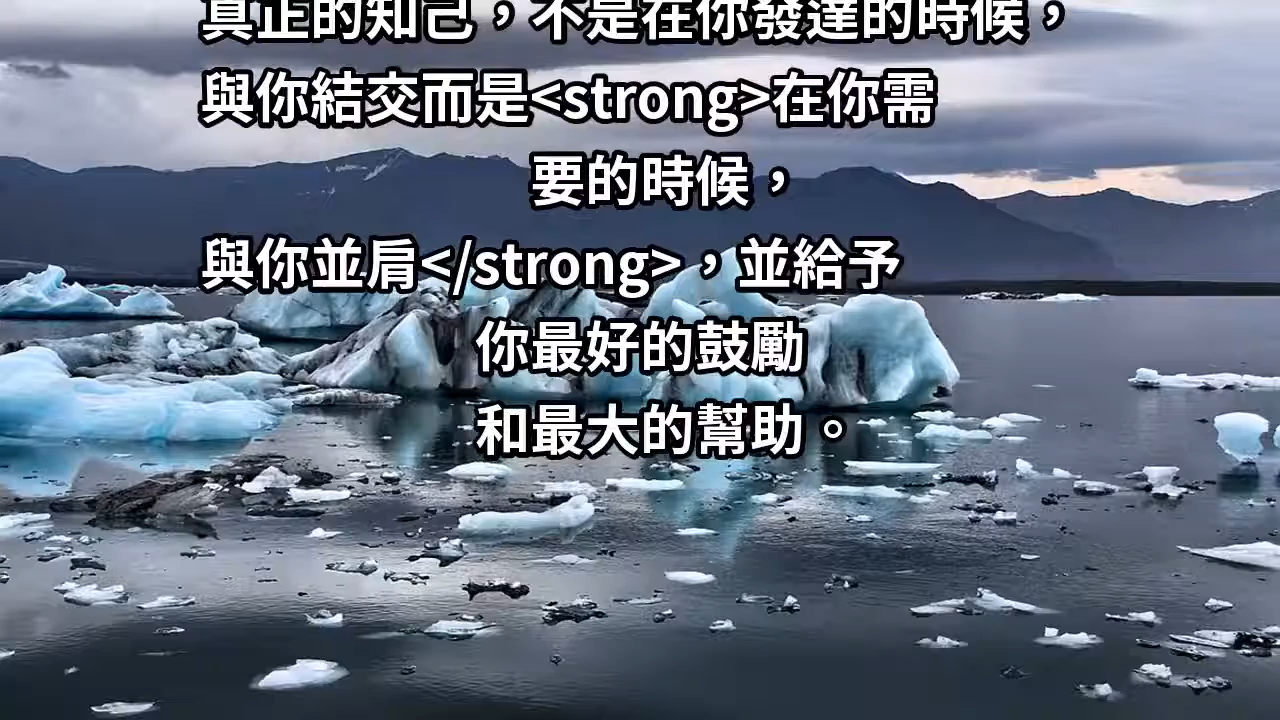 真正的知己，不是在你發達的時候，
與你結交而是<strong>在你需
要的時候，
與你並肩</strong>，並給予
你最好的鼓勵
和最大的幫助。